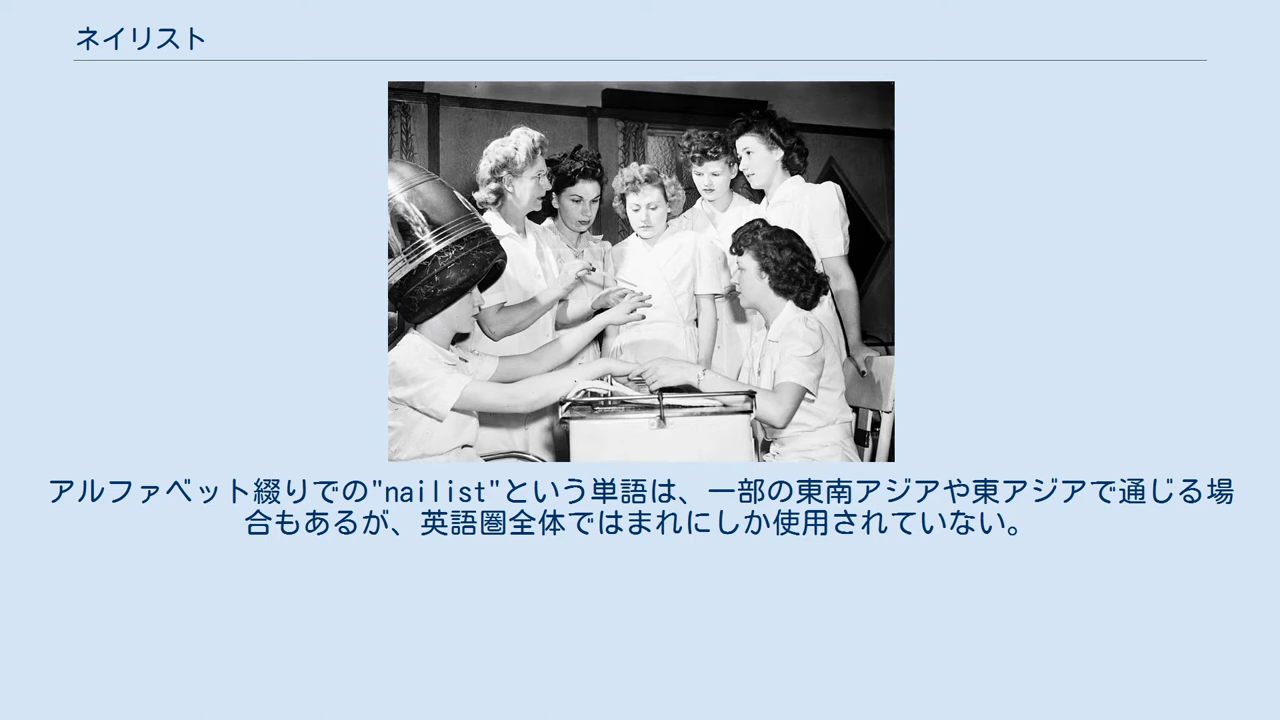 ネイリスト
アルファベット綴りでの"nailist"という単語は、一部の東南アジアや東アジアで通じる場
合もあるが、英語圏全体ではまれにしか使用されていない。